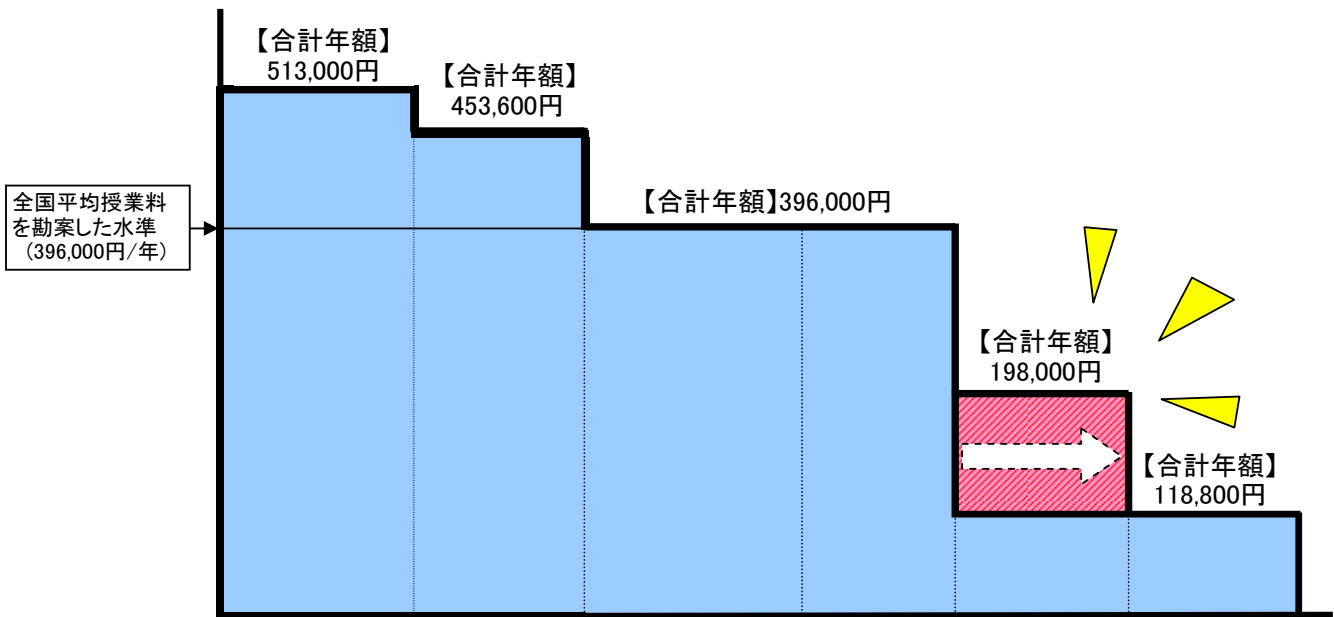 【合計年額】
513,000円
【合計年額】
453,600円
全国平均授業料
を勘案した水準
（396,000円/年）
【合計年額】396,000円
【合計年額】
198,000円
【合計年額】
118,800円